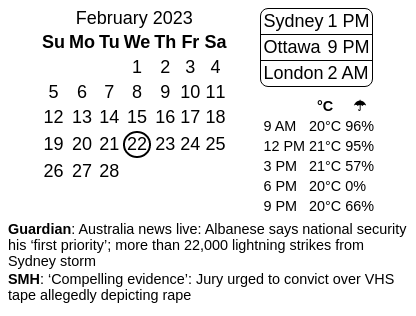 February 2023
Su Mo Tu We Th Fr Sa
1 2 3 4
5 6 7 8 9 10 11
12 13 14 15 16 17 18
19 20 21 22 23 24 25
26 27 28
Sydney 1 PM
Ottawa 9 PM
London 2 AM
°C ☂
9 AM 20°C 96%
12 PM 21°C 95%
3 PM 21°C 57%
6 PM 20°C 0%
9 PM 20°C 66%
Guardian: Australia news live: Albanese says national security
his ‘first priority’; more than 22,000 lightning strikes from
Sydney storm
SMH: ‘Compelling evidence’: Jury urged to convict over VHS
tape allegedly depicting rape